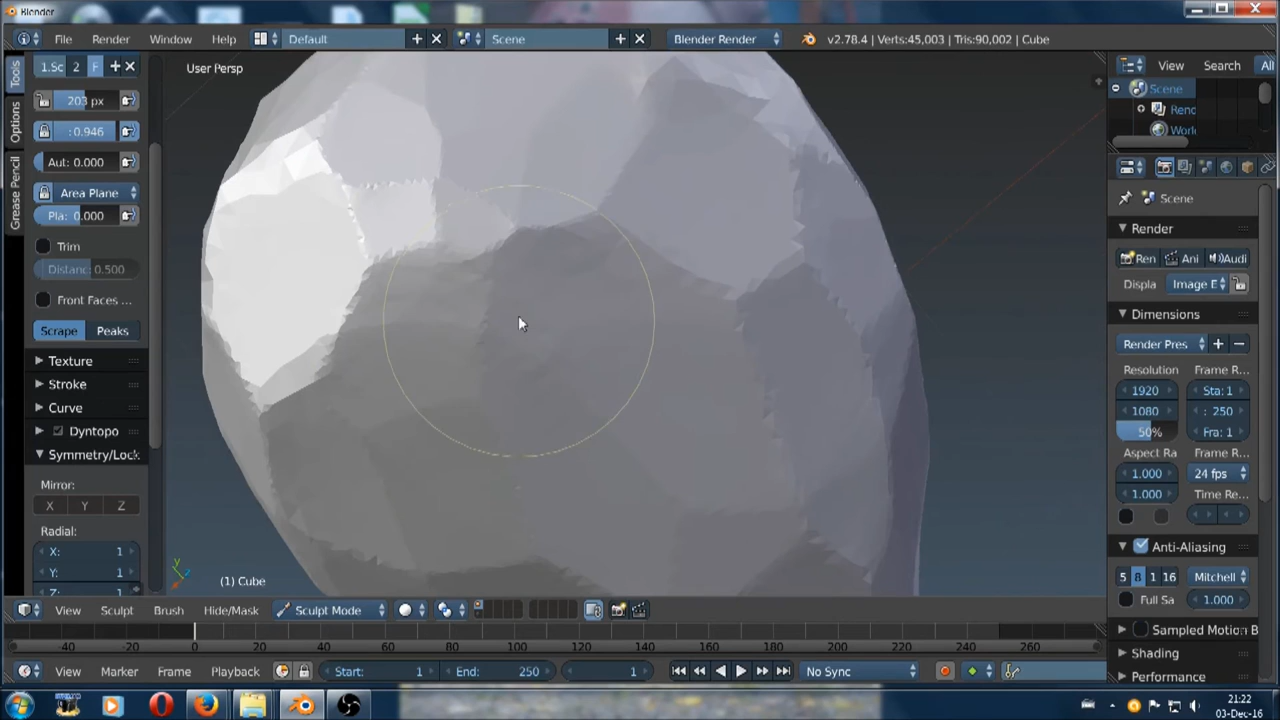 Blender
File Render Window Help Default Scene Blender Render v2.78.4 | Verts:45,003 | Tris:90,002 | Cube
Tools
Options
Grease Pencil
1.Sc 2 F
203 px
: 0.946
Aut: 0.000
Area Plane
Pla: 0.000
Trim
Distanc: 0.500
Front Faces ...
Scrape Peaks
Texture
Stroke
Curve
Dyntopo
Symmetry/Lock
Mirror:
X Y Z
Radial:
X: 1
Y: 1
Z: 1
User Persp
(1) Cube
View Search All
Scene
Rend
World
Scene
Render
Ren Ani Audi
Displa Image E
Dimensions
Render Pres
Resolution Frame R...
1920 Sta: 1
1080 : 250
50% Fra: 1
Aspect Ra Frame R...
1.000 24 fps
1.000 Time Re...
Anti-Aliasing
5 8 1 16 Mitchell
Full Sa 1.000
Sampled Motion B
Shading
Performance
View Sculpt Brush Hide/Mask Sculpt Mode
-40 -20 0 20 40 60 80 100 120 140 160 180 200 220 240 260
View Marker Frame Playback Start: 1 End: 250 1 No Sync
21:22
03-Dec-16